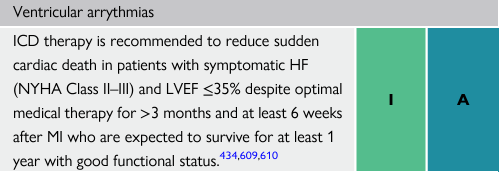 Ventricular arrythmias
ICD therapy is recommended to reduce sudden
cardiac death in patients with symptomatic HF
(NYHA Class II–III) and LVEF ≤35% despite optimal
medical therapy for >3 months and at least 6 weeks
after MI who are expected to survive for at least 1
year with good functional status.434,609,610
I
A